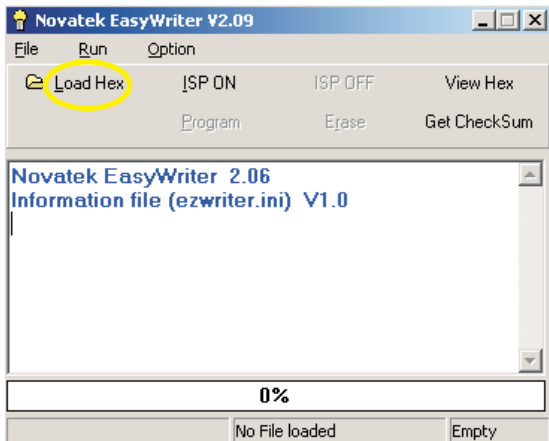 Novatek EasyWriter V2.09
File Run Option
Load Hex ISP ON ISP OFF View Hex
Program Erase Get CheckSum
Novatek EasyWriter 2.06
Information file (ezwriter.ini) V1.0
0%
No File loaded Empty